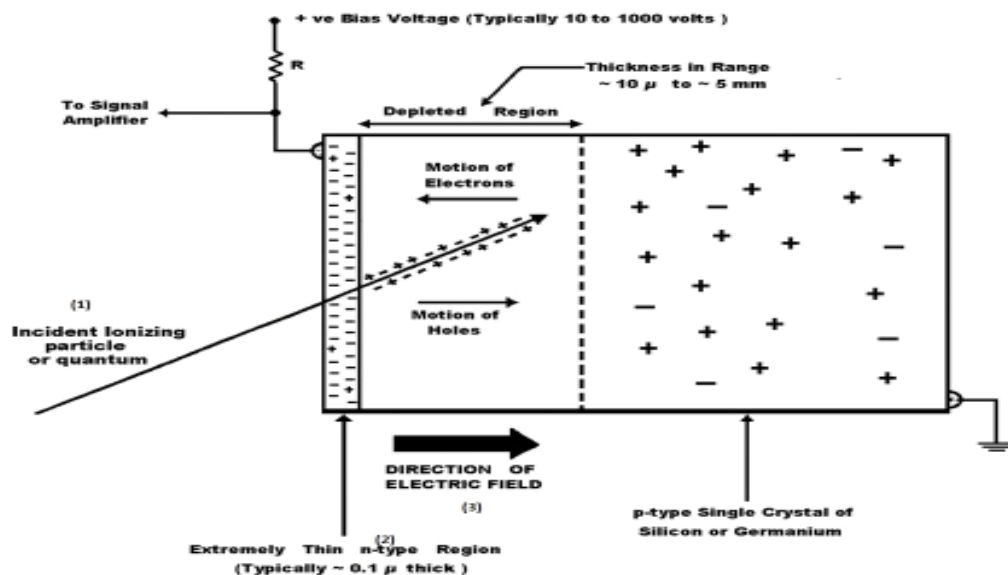 + ve Bias Voltage (Typically 10 to 1000 volts )
R
Thickness in Range
~ 10 µ to ~ 5 mm
To Signal
Amplifier
Depleted Region
Motion of
Electrons
(1)
Incident Ionizing
particle
or quantum
Motion of
Holes
DIRECTION OF
ELECTRIC FIELD
(3)
p-type Single Crystal of
Silicon or Germanium
(2)
Extremely Thin n-type Region
(Typically ~ 0.1 µ thick )